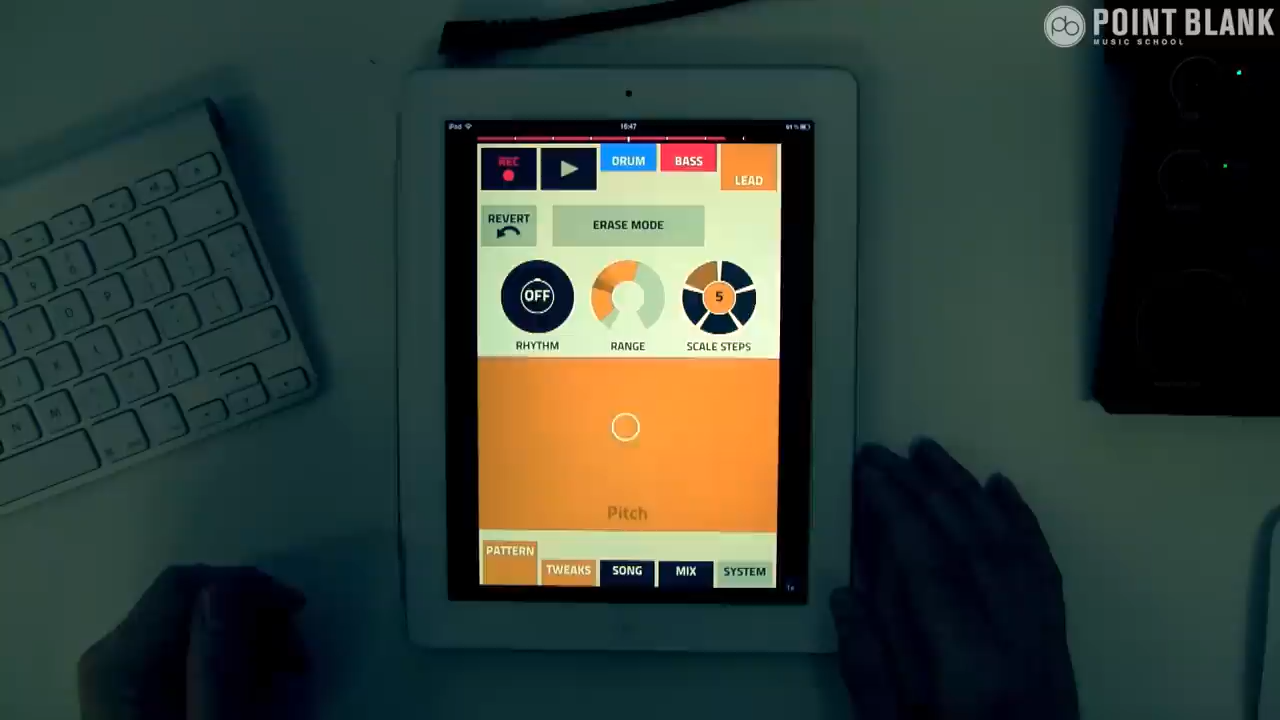 POINT BLANK
MUSIC SCHOOL
iPad
16:47
REC
DRUM
BASS
LEAD
REVERT
ERASE MODE
OFF
5
RHYTHM
RANGE
SCALE STEPS
Pitch
PATTERN
TWEAKS
SONG
MIX
SYSTEM